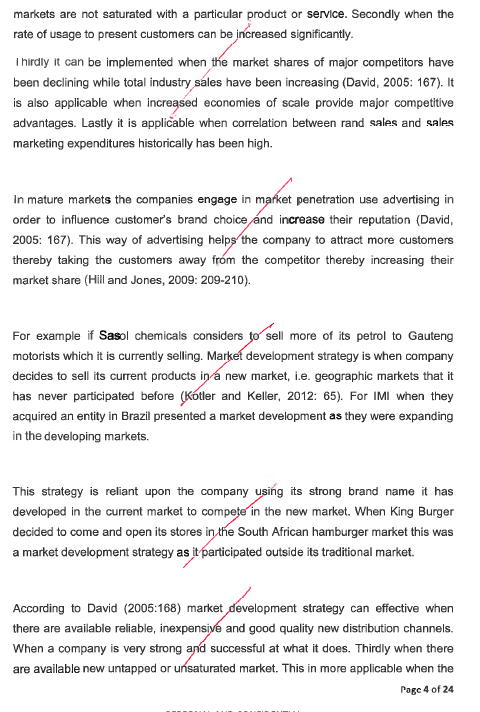 markets are not saturated with a particular product or service. Secondly when the
rate of usage to present customers can be increased significantly.
Thirdly it can be implemented when the market shares of major competitors have
been declining while total industry sales have been increasing (David, 2005: 167). It
is also applicable when increased economies of scale provide major competitive
advantages. Lastly it is applicable when correlation between rand sales and sales
marketing expenditures historically has been high.
In mature markets the companies engage in market penetration use advertising in
order to influence customer's brand choice and increase their reputation (David,
2005: 167). This way of advertising helps the company to attract more customers
thereby taking the customers away from the competitor thereby increasing their
market share (Hill and Jones, 2009: 209-210).
For example if Sasol chemicals considers to sell more of its petrol to Gauteng
motorists which it is currently selling. Market development strategy is when company
decides to sell its current products in a new market, i.e. geographic markets that it
has never participated before (Kotler and Keller, 2012: 65). For IMI when they
acquired an entity in Brazil presented a market development as they were expanding
in the developing markets.
This strategy is reliant upon the company using its strong brand name it has
developed in the current market to compete in the new market. When King Burger
decided to come and open its stores in the South African hamburger market this was
a market development strategy as it participated outside its traditional market.
According to David (2005:168) market development strategy can effective when
there are available reliable, inexpensive and good quality new distribution channels.
When a company is very strong and successful at what it does. Thirdly when there
are available new untapped or unsaturated market. This in more applicable when the
Page 4 of 24